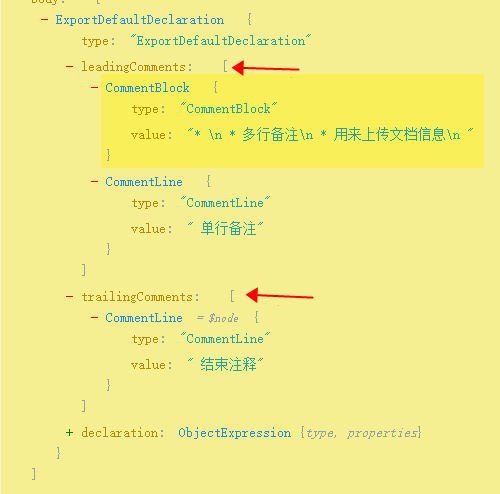 body: [
- ExportDefaultDeclaration {
type: "ExportDefaultDeclaration"
- leadingComments: [
- CommentBlock {
type: "CommentBlock"
value: "* \n * 多行备注\n * 用来上传文档信息\n "
}
- CommentLine {
type: "CommentLine"
value: " 单行备注"
}
]
- trailingComments: [
- CommentLine = $node {
type: "CommentLine"
value: " 结束注释"
}
]
+ declaration: ObjectExpression {type, properties}
}
]